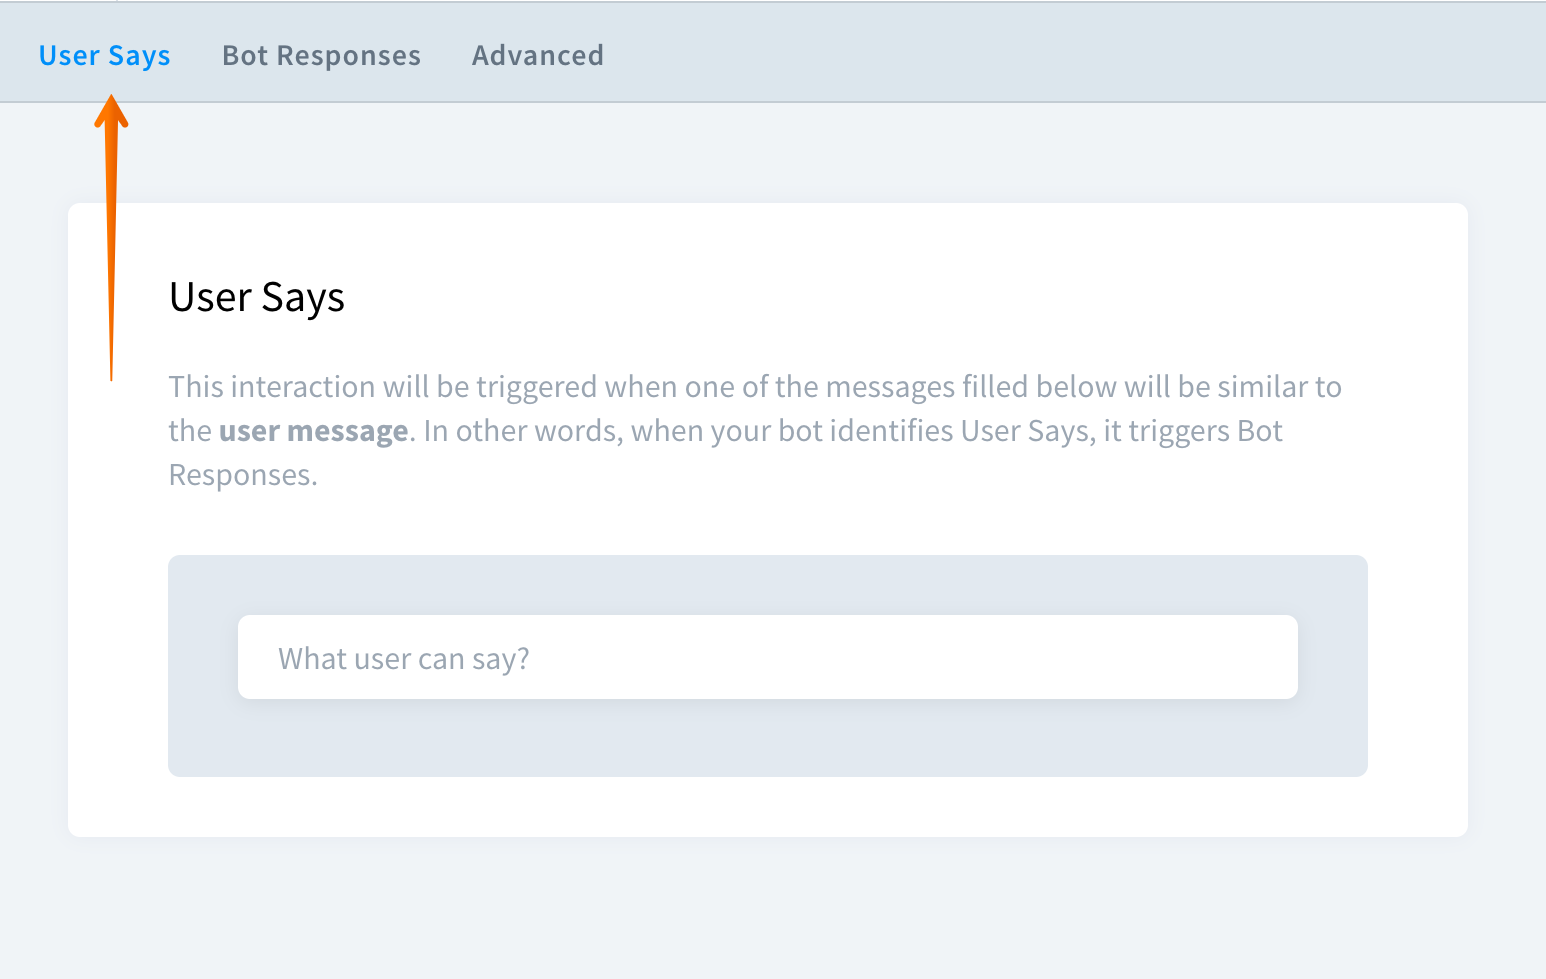 User Says Bot Responses Advanced
User Says
This interaction will be triggered when one of the messages filled below will be similar to
the user message. In other words, when your bot identifies User Says, it triggers Bot
Responses.
What user can say?